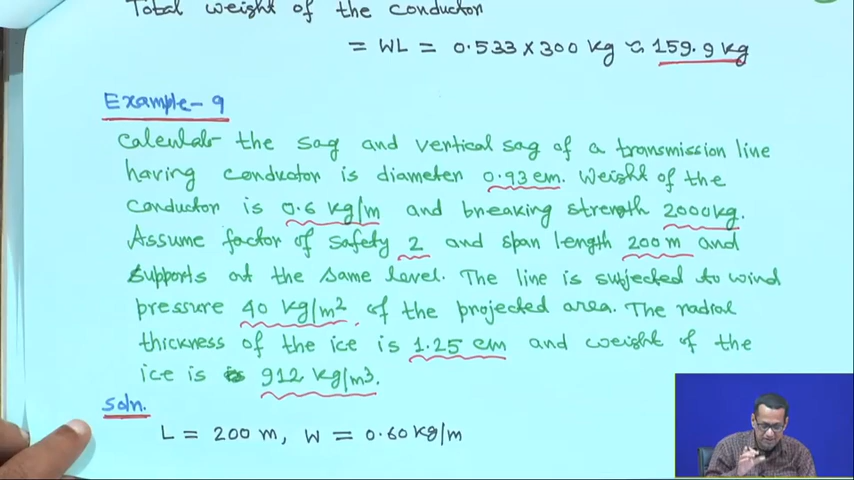 Total weight of the conductor
= WL = 0.533 × 300 kg ≈ 159.9 kg
Example-9
Calculate the sag and vertical sag of a transmission line
having conductor is diameter 0.93 cm. Weight of the
conductor is 0.6 kg/m and breaking strength 2000kg.
Assume factor of safety 2 and span length 200 m and
supports at the same level. The line is subjected to wind
pressure 40 kg/m². of the projected area. The radial
thickness of the ice is 1.25 cm and weight of the
ice is 912 kg/m3.
Soln.
L = 200 m, W = 0.60 kg/m